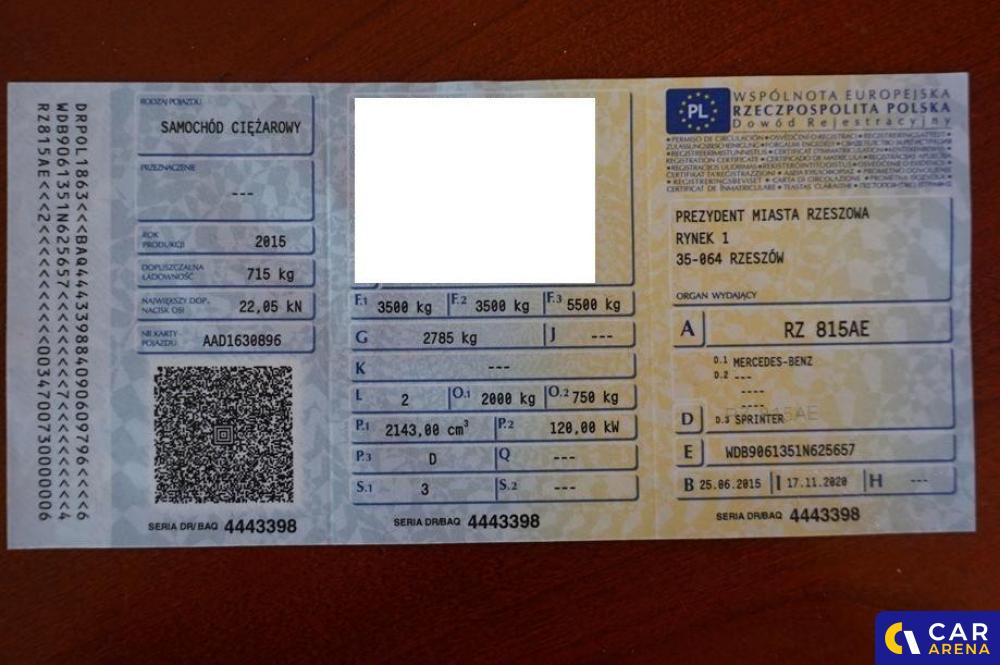 DRPOL1863<<BAQ44433988409060979​6<<<<6
WDB9061351N625657<<<<<<<<<<7<<<<<<<4
RZ815AE<<2<<<<<<<<<<003470073000006
RODZAJ POJAZDU
SAMOCHÓD CIĘŻAROWY
PRZEZNACZENIE
---
ROK PRODUKCJI 2015
DOPUSZCZALNA ŁADOWNOŚĆ 715 kg
NAJWIĘKSZY DOP. NACISK OSI 22,05 kN
NR KARTY POJAZDU AAD1630896
SERIA DR/BAQ 4443398
F.1 3500 kg F.2 3500 kg F.3 5500 kg
G 2785 kg J ---
K ---
L 2 O.1 2000 kg O.2 750 kg
P.1 2143,00 cm³ P.2 120,00 kW
P.3 D Q ---
S.1 3 S.2 ---
SERIA DR/BAQ 4443398
PL
WSPÓLNOTA EUROPEJSKA
RZECZPOSPOLITA POLSKA
Dowód Rejestracyjny
PREZYDENT MIASTA RZESZOWA
RYNEK 1
35-064 RZESZÓW
ORGAN WYDAJĄCY
A RZ 815AE
D.1 MERCEDES-BENZ
D.2 ---
----
----
D D.3 SPRINTER
E WDB9061351N625657
B 25.06.2015 I 17.11.2020 H ---
SERIA DR/BAQ 4443398
CAR
ARENA